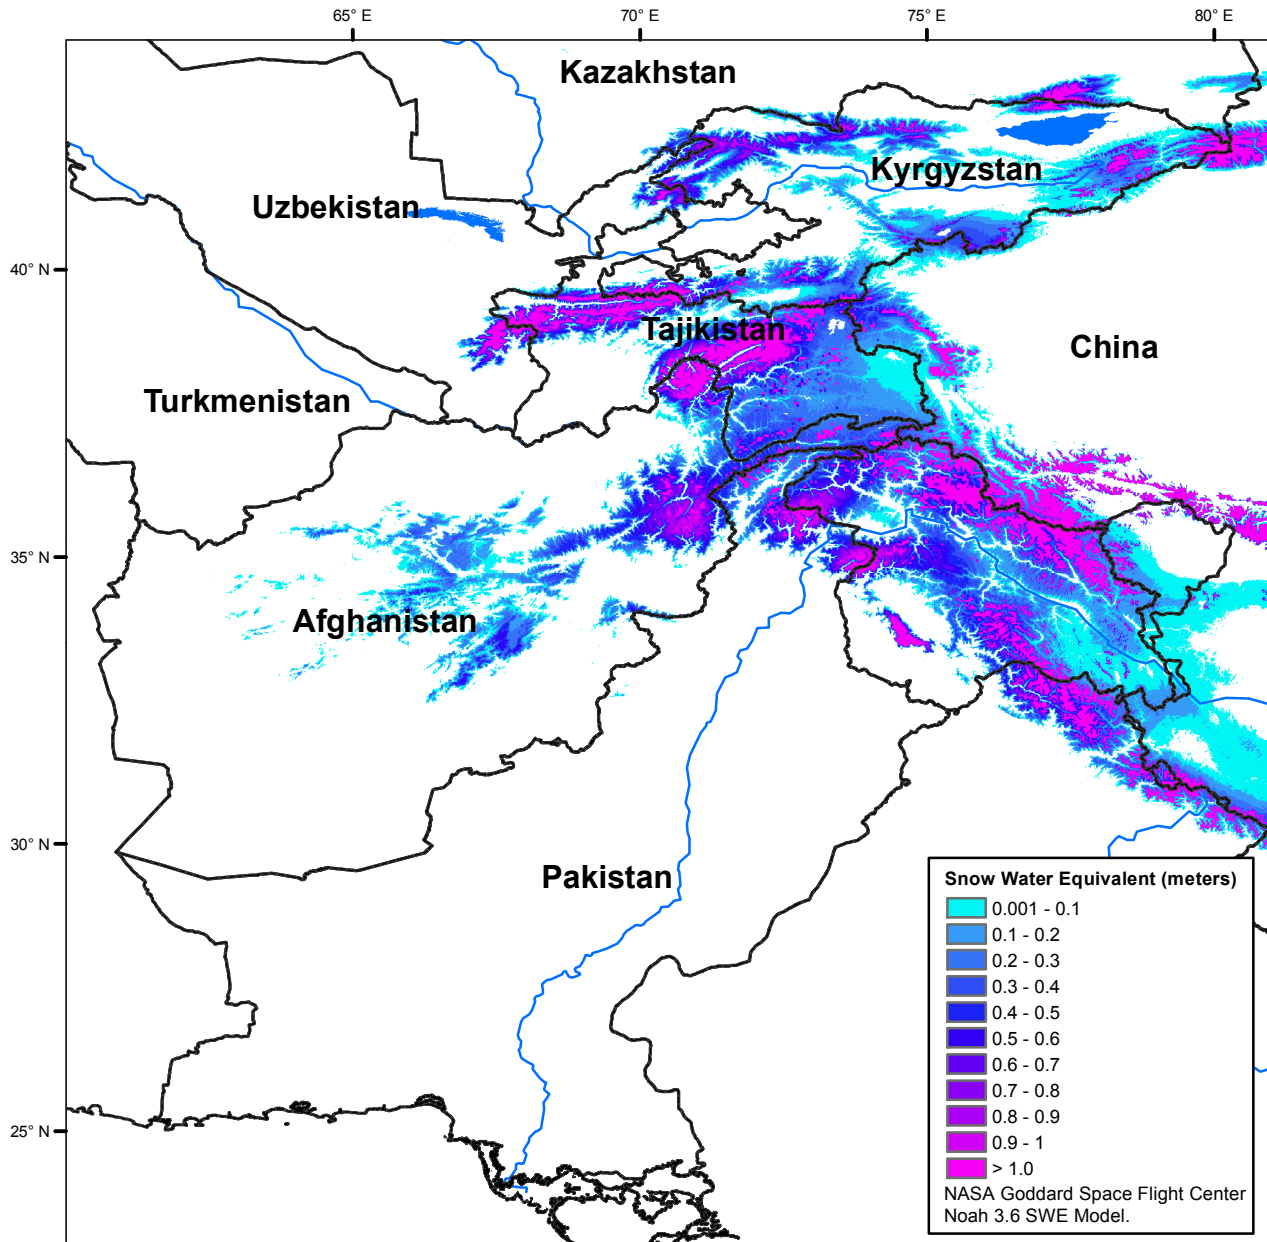 65° E
70° E
75° E
80° E
Kazakhstan
Kyrgyzstan
Uzbekistan
40° N
Tajikistan
China
Turkmenistan
35° N
Afghanistan
30° N
Pakistan
25° N
Snow Water Equivalent (meters)
0.001 - 0.1
0.1 - 0.2
0.2 - 0.3
0.3 - 0.4
0.4 - 0.5
0.5 - 0.6
0.6 - 0.7
0.7 - 0.8
0.8 - 0.9
0.9 - 1
> 1.0
NASA Goddard Space Flight Center
Noah 3.6 SWE Model.